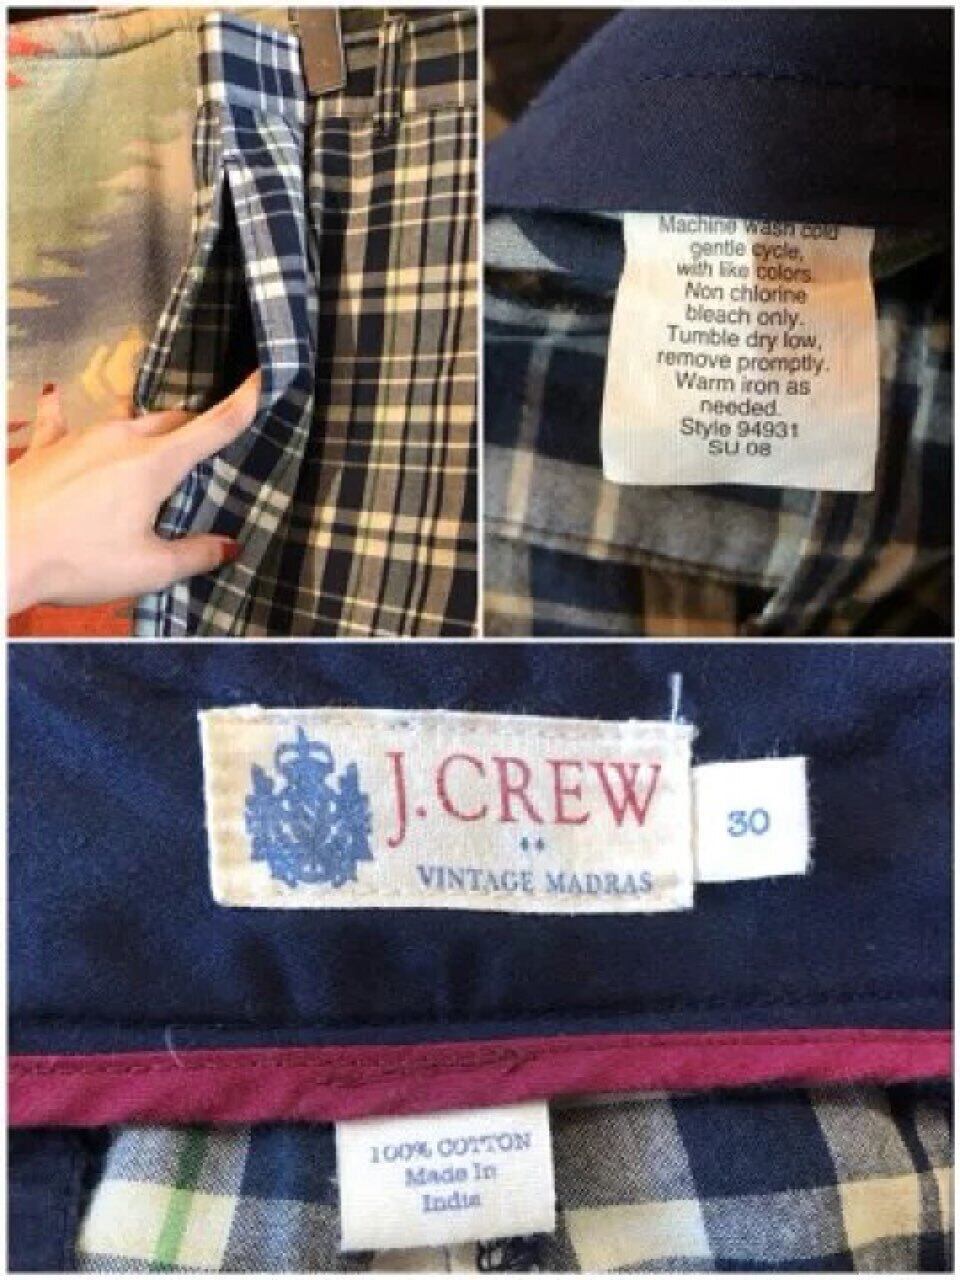 Machine wash cold
gentle cycle,
with like colors.
Non chlorine
bleach only.
Tumble dry low,
remove promptly.
Warm iron as
needed.
Style 94931
SU 08
J.CREW
VINTAGE MADRAS
30
100% COTTON
Made In
India